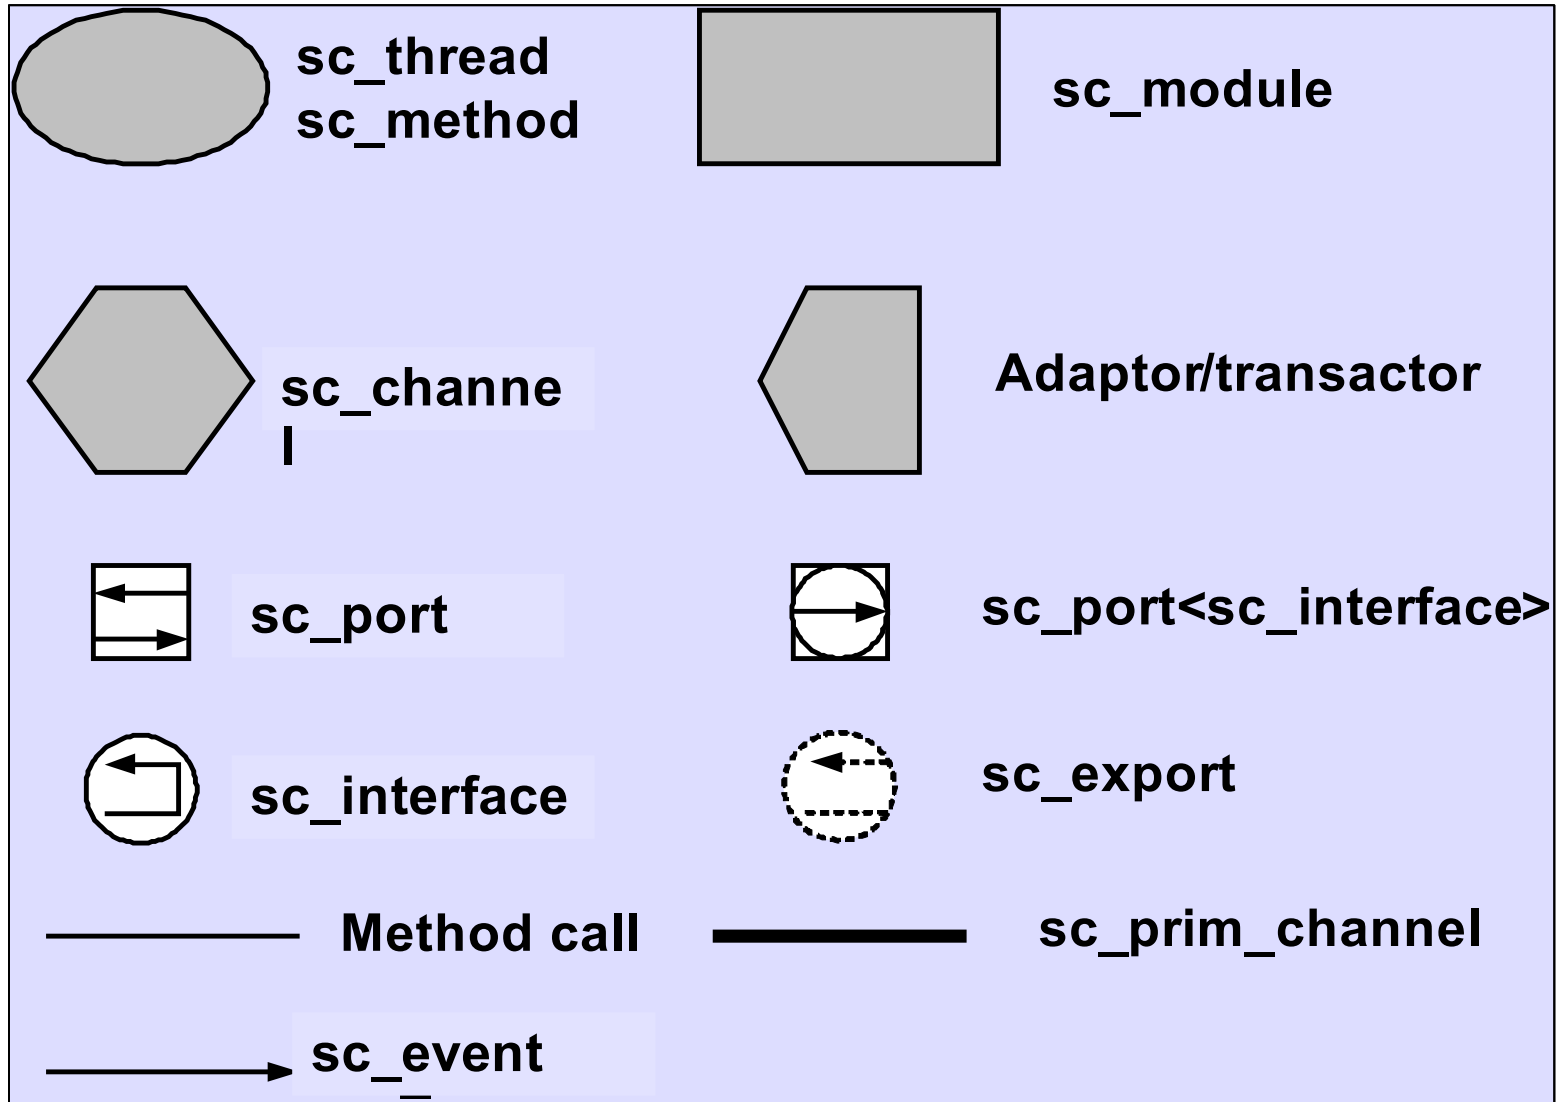 sc_thread
sc_method
sc_module
sc_channe
l
Adaptor/transactor
sc_port
sc_port<sc_interface>
sc_interface
sc_export
Method call
sc_prim_channel
sc_event